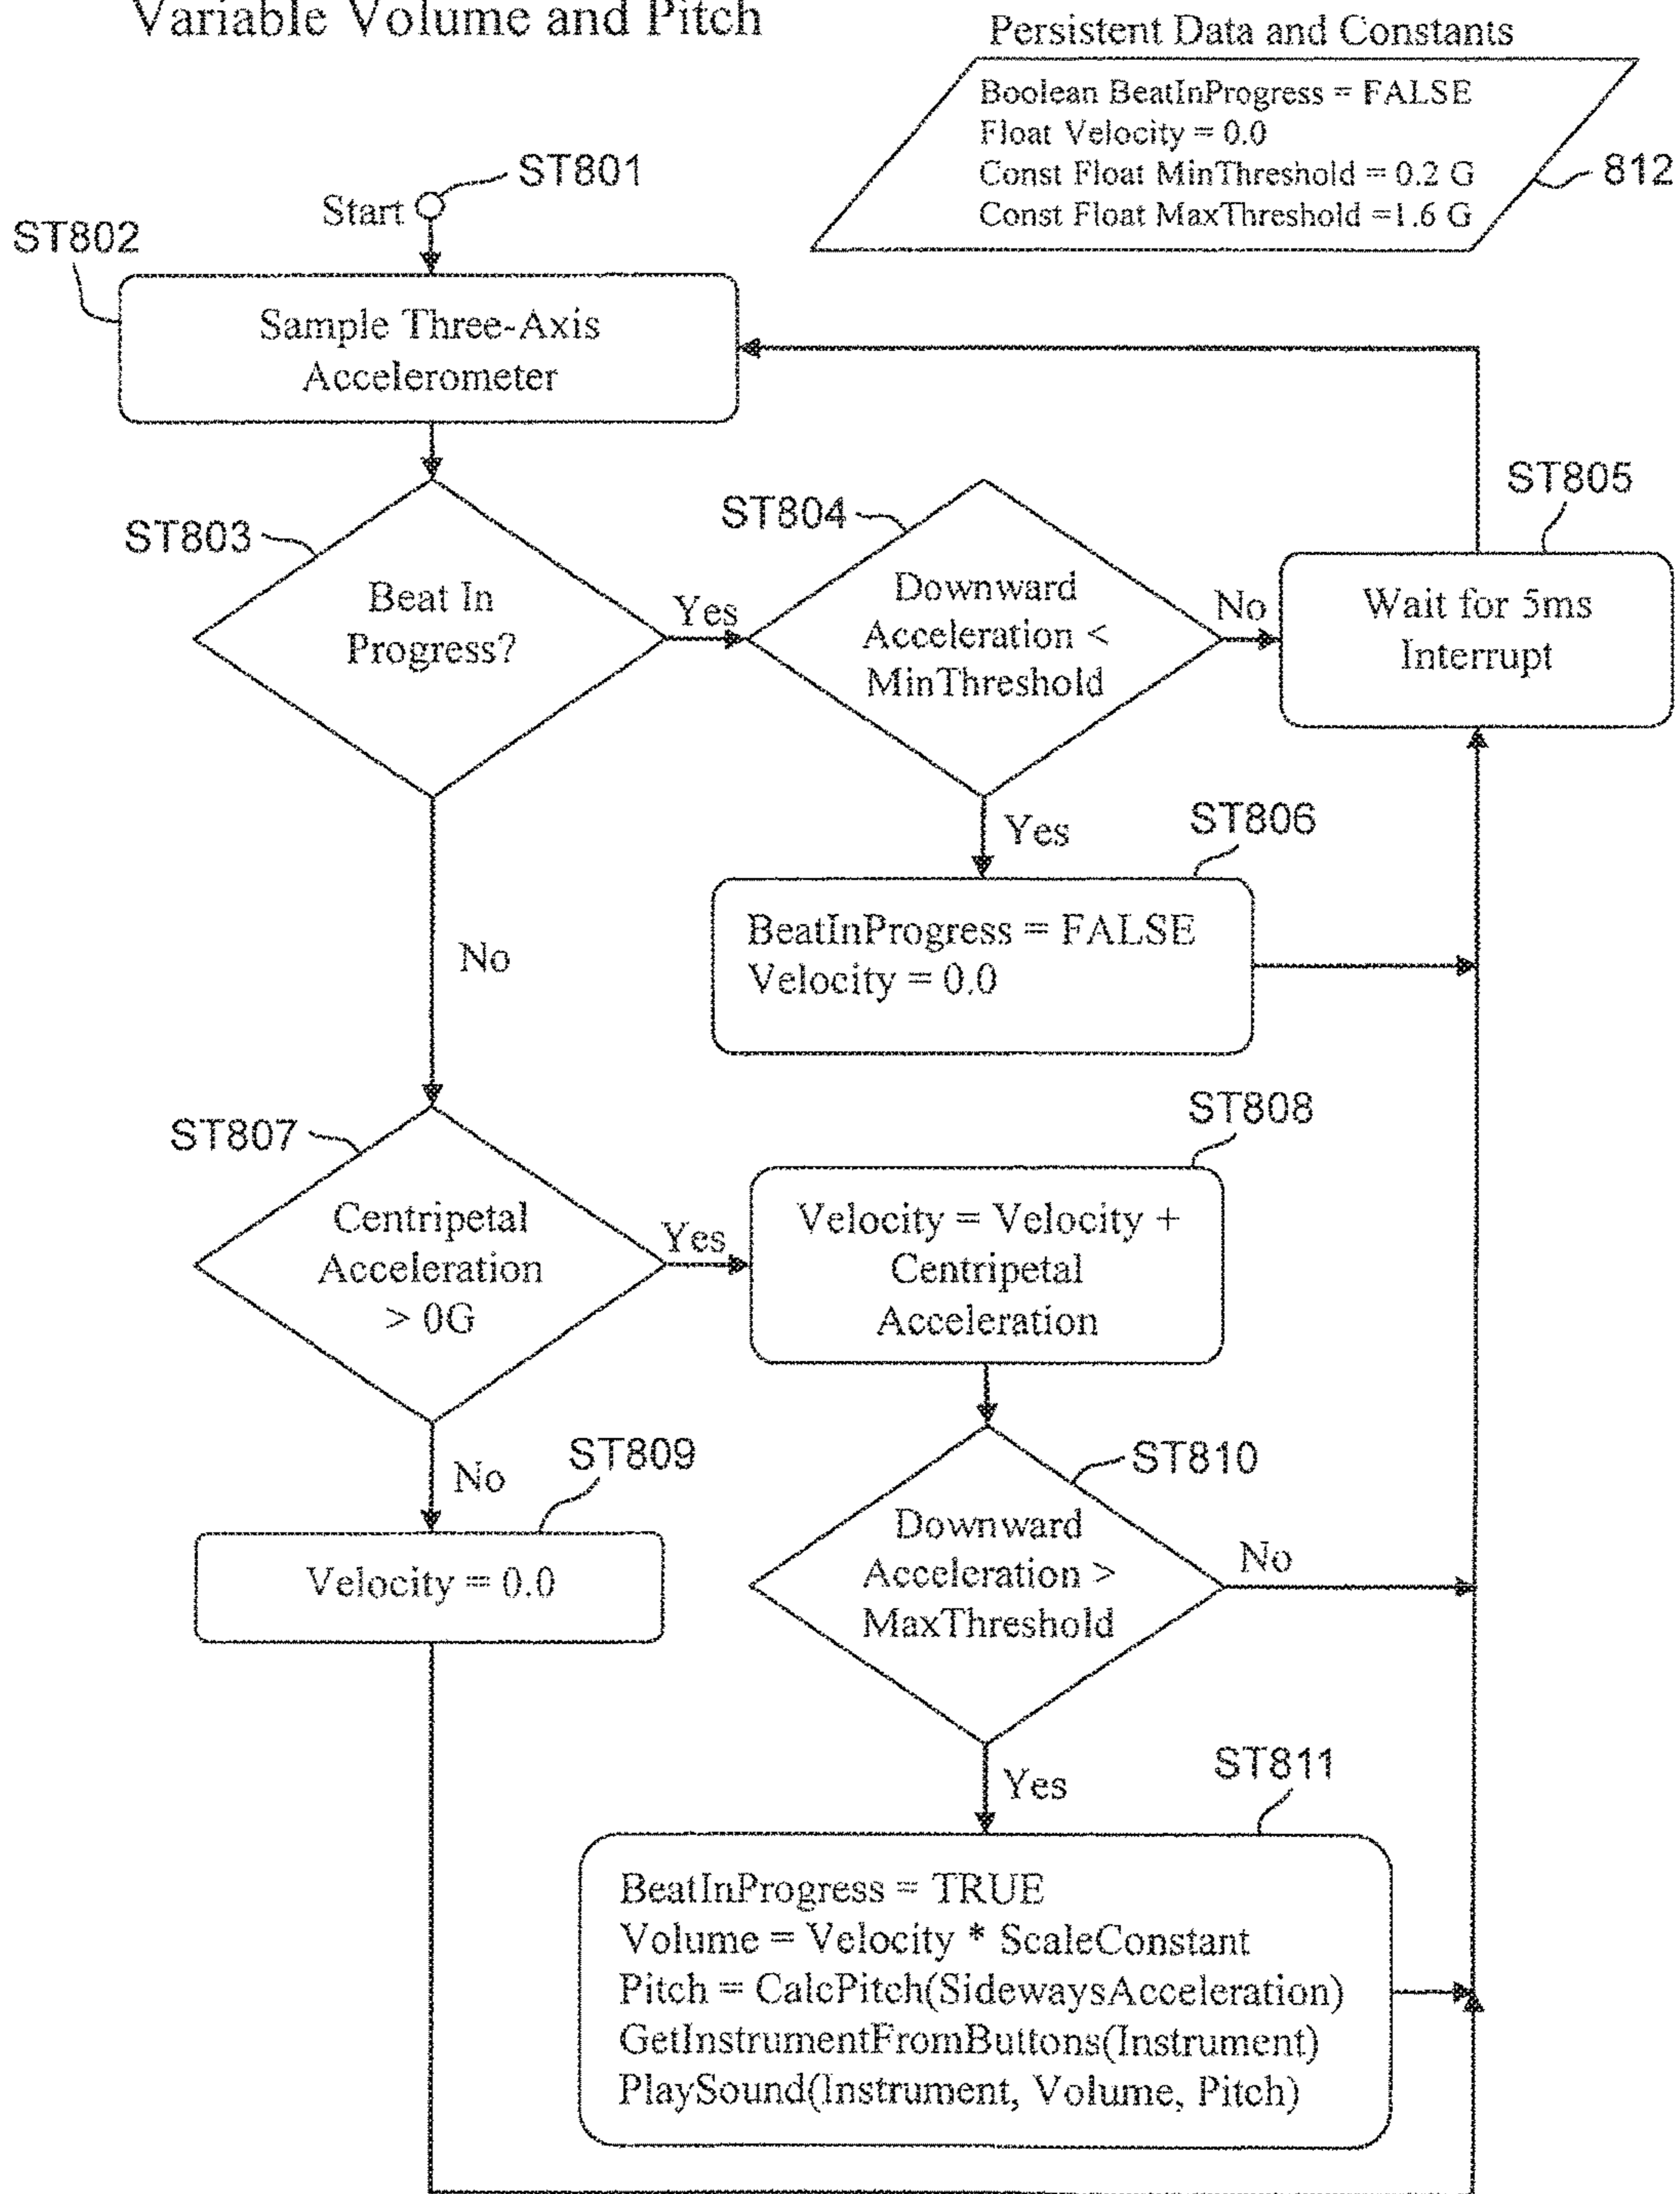 Variable Volume and Pitch
Persistent Data and Constants
Boolean BeatInProgress = FALSE
Float Velocity = 0.0
Const Float MinThreshold = 0.2 G
Const Float MaxThreshold =1.6 G
812
ST801
Start
ST802
Sample Three-Axis
Accelerometer
ST803
Beat In
Progress?
Yes
ST804
Downward
Acceleration <
MinThreshold
No
ST805
Wait for 5ms
Interrupt
Yes
ST806
BeatInProgress = FALSE
Velocity = 0.0
No
ST807
Centripetal
Acceleration
> 0G
Yes
ST808
Velocity = Velocity +
Centripetal
Acceleration
No
ST809
Velocity = 0.0
ST810
Downward
Acceleration >
MaxThreshold
No
Yes
ST811
BeatInProgress = TRUE
Volume = Velocity * ScaleConstant
Pitch = CalcPitch(SidewaysAcceleration)
GetInstrumentFromButtons(Instrument)
PlaySound(Instrument, Volume, Pitch)